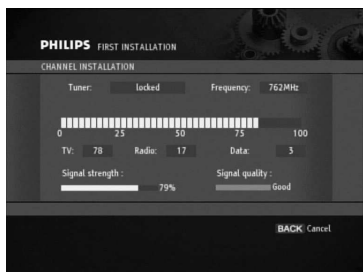 PHILIPS FIRST INSTALLATION
CHANNEL INSTALLATION
Tuner: locked Frequency: 762MHz
0 25 50 75 100
TV: 78 Radio: 17 Data: 3
Signal strength : Signal quality :
79% Good
BACK Cancel